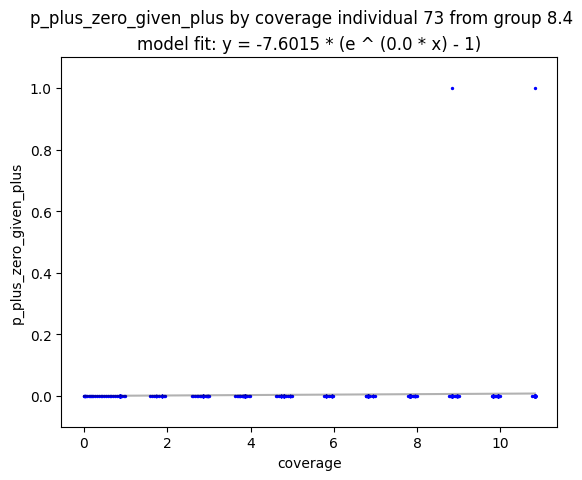 p_plus_zero_given_plus by coverage individual 73 from group 8.4
model fit: y = -7.6015 * (e ^ (0.0 * x) - 1)
1.0
0.8
0.6
0.4
0.2
0.0
p_plus_zero_given_plus
0 2 4 6 8 10
coverage